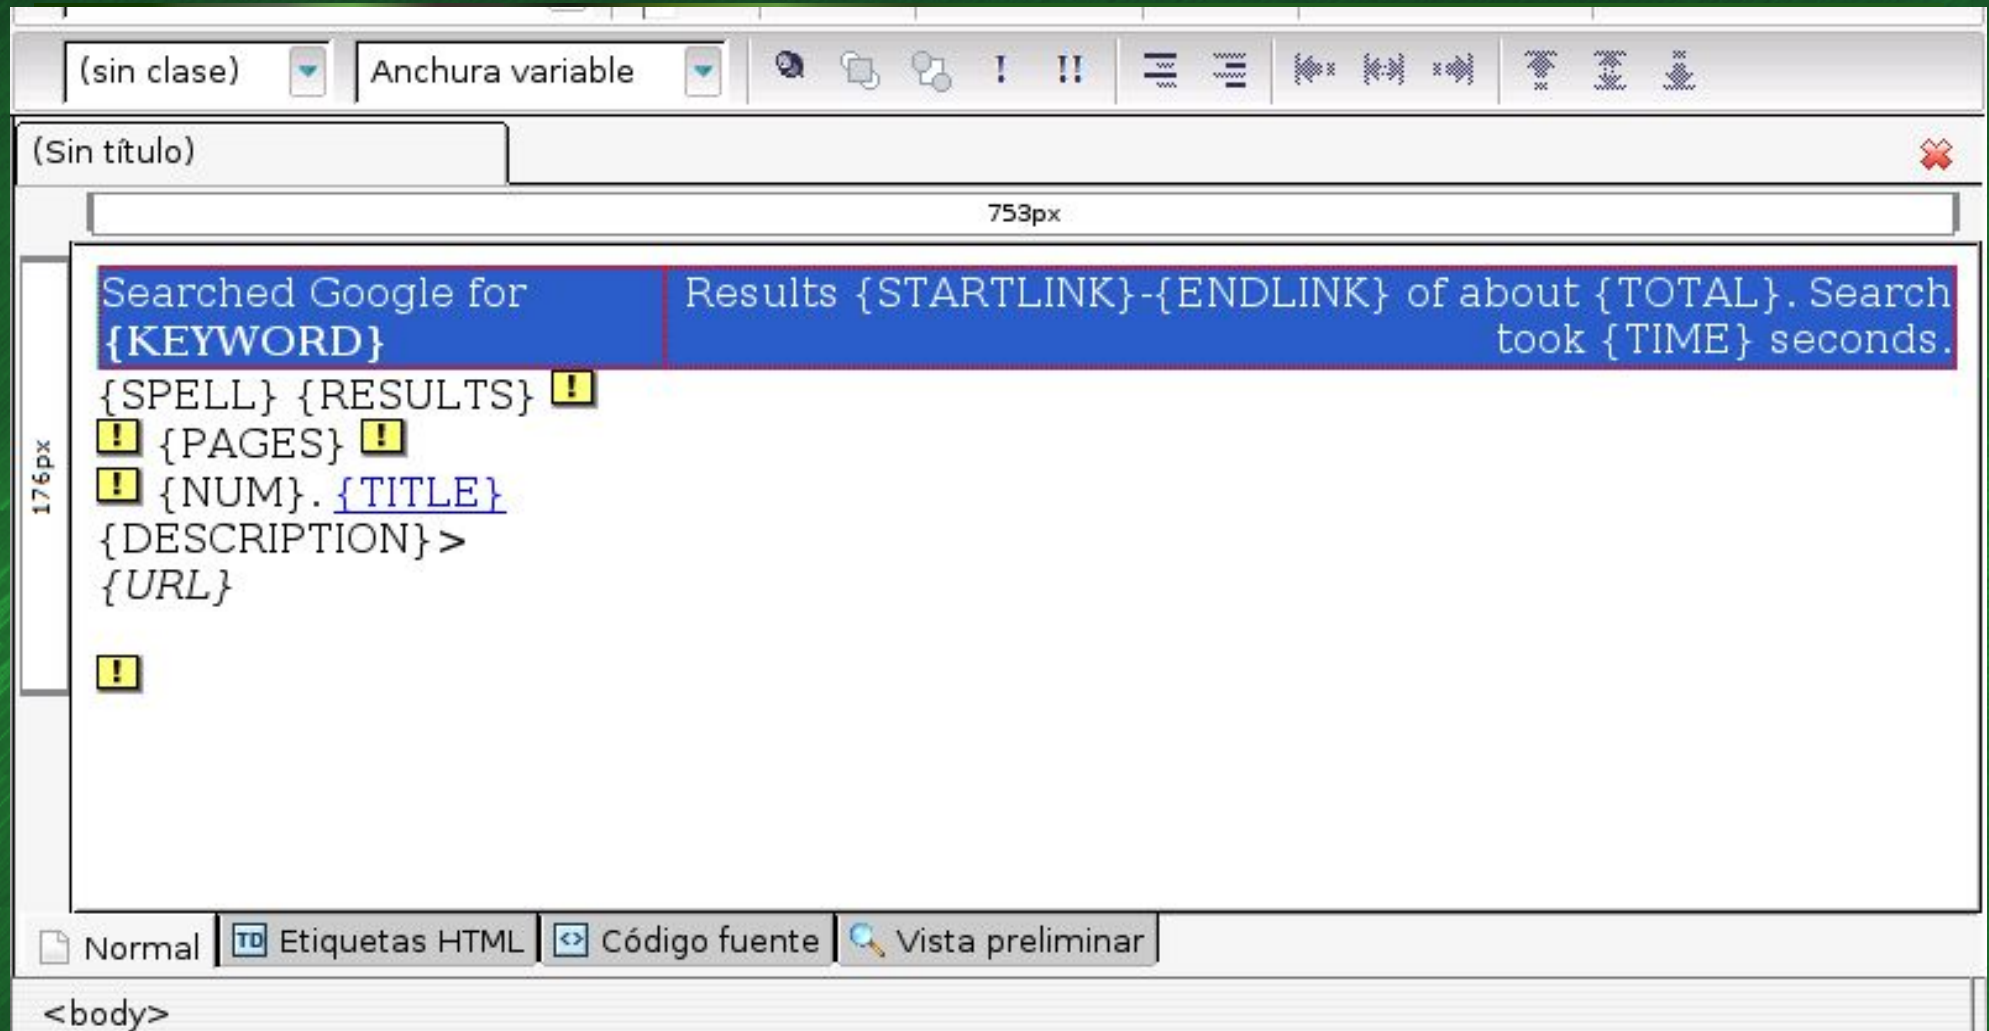 (sin clase) Anchura variable ! !!
(Sin título)
753px
176px
Searched Google for
{KEYWORD}
Results {STARTLINK}-{ENDLINK} of about {TOTAL}. Search
took {TIME} seconds.
{SPELL} {RESULTS} !
! {PAGES} !
! {NUM}. {TITLE}
{DESCRIPTION}>
{URL}
!
Normal TD Etiquetas HTML <> Código fuente Vista preliminar
<body>